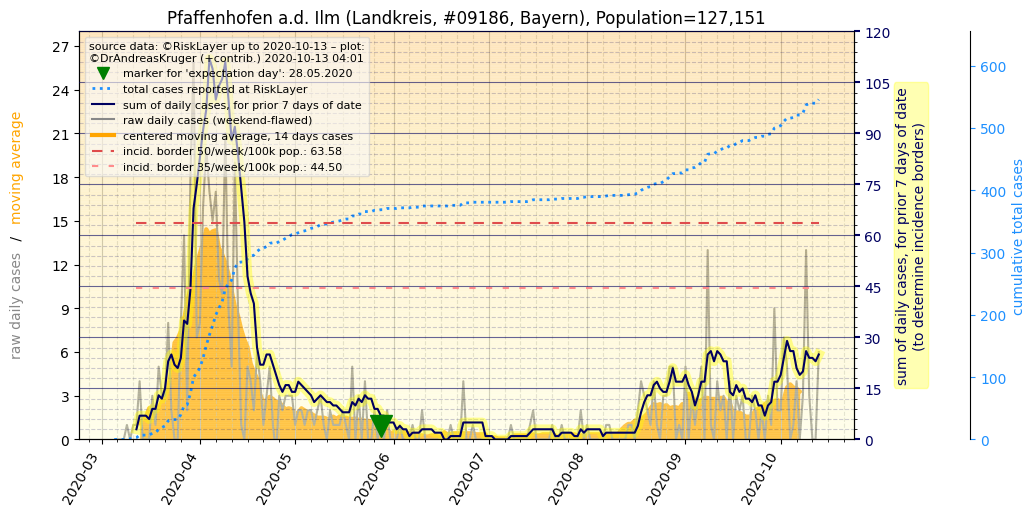 Pfaffenhofen a.d. Ilm (Landkreis, #09186, Bayern), Population=127,151
source data: ©RiskLayer up to 2020-10-13 – plot:
©DrAndreasKruger (+contrib.) 2020-10-13 04:01
marker for 'expectation day': 28.05.2020
total cases reported at RiskLayer
sum of daily cases, for prior 7 days of date
raw daily cases (weekend-flawed)
centered moving average, 14 days cases
incid. border 50/week/100k pop.: 63.58
incid. border 35/week/100k pop.: 44.50
raw daily cases / moving average
27
24
21
18
15
12
9
6
3
0
2020-03
2020-04
2020-05
2020-06
2020-07
2020-08
2020-09
2020-10
120
105
90
75
60
45
30
15
0
sum of daily cases, for prior 7 days of date
(to determine incidence borders)
600
500
400
300
200
100
0
cumulative total cases